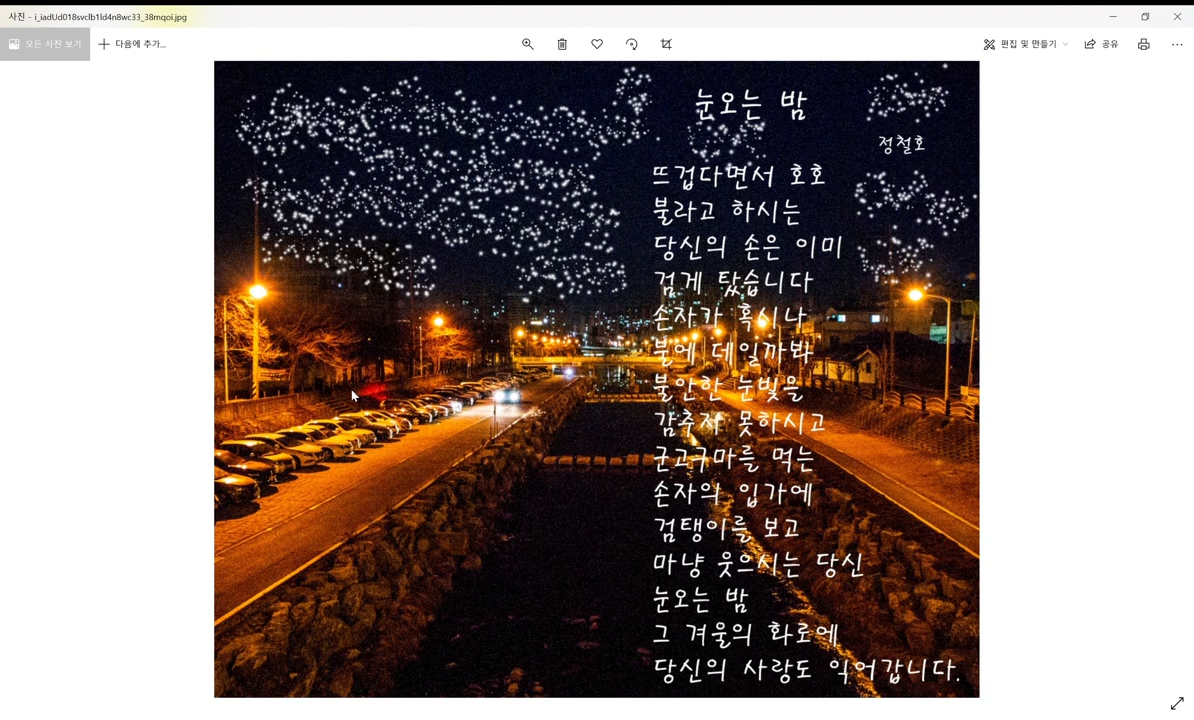 사진 - i_iadUd018svclb1ld4n8wc33_38mqoi.jpg
모든 사진 보기
다음에 추가...
편집 및 만들기
공유
눈오는 밤
정철호
뜨겁다면서 호호
불라고 하시는
당신의 손은 이미
검게 탔습니다
손자가 혹시나
불에 데일까봐
불안한 눈빛을
감추지 못하시고
군고구마를 먹는
손자의 입가에
검탱이를 보고
마냥 웃으시는 당신
눈오는 밤
그 겨울의 화로에
당신의 사랑도 익어갑니다.